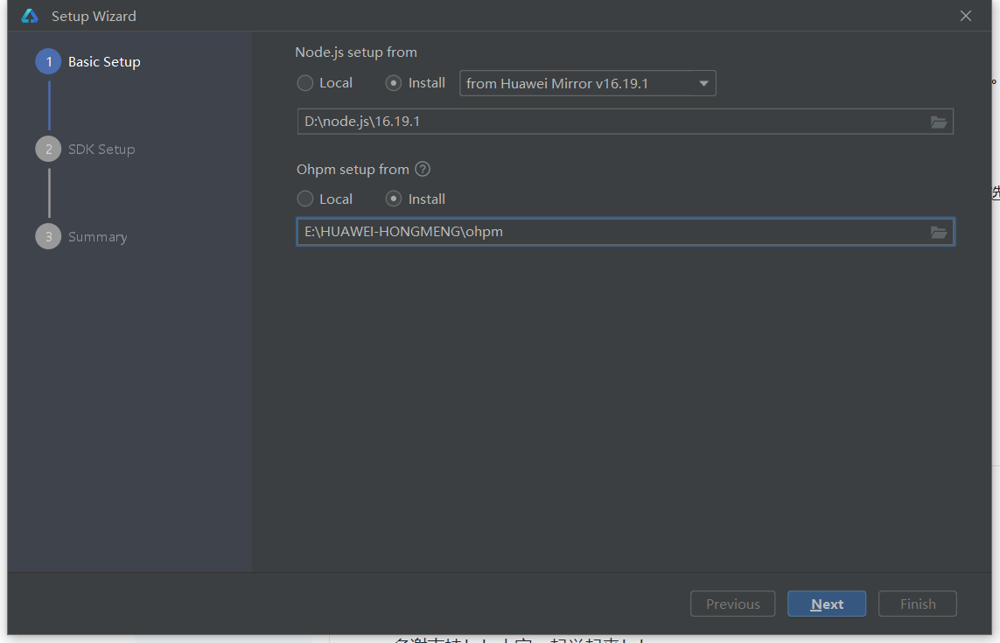 Setup Wizard
1 Basic Setup
2 SDK Setup
3 Summary
Node.js setup from
Local Install from Huawei Mirror v16.19.1
D:\node.js\16.19.1
Ohpm setup from ?
Local Install
E:\HUAWEI-HONGMENG\ohpm
Previous Next Finish